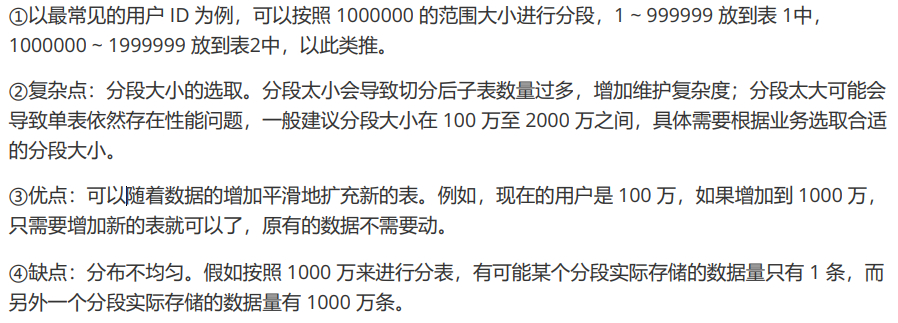 ①以最常见的用户 ID 为例，可以按照 1000000 的范围大小进行分段，1 ~ 999999 放到表 1中，
1000000 ~ 1999999 放到表2中，以此类推。
②复杂点：分段大小的选取。分段太小会导致切分后子表数量过多，增加维护复杂度；分段太大可能会
导致单表依然存在性能问题，一般建议分段大小在 100 万至 2000 万之间，具体需要根据业务选取合适
的分段大小。
③优点：可以随着数据的增加平滑地扩充新的表。例如，现在的用户是 100 万，如果增加到 1000 万，
只需要增加新的表就可以了，原有的数据不需要动。
④缺点：分布不均匀。假如按照 1000 万来进行分表，有可能某个分段实际存储的数据量只有 1 条，而
另外一个分段实际存储的数据量有 1000 万条。